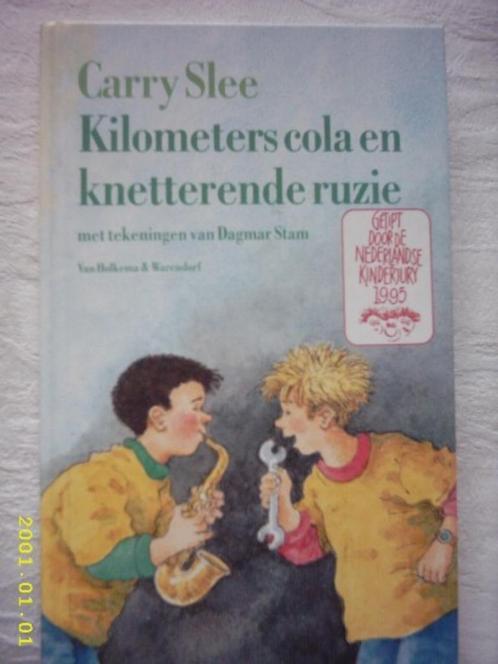 Carry Slee
Kilometers cola en
knetterende ruzie
met tekeningen van Dagmar Stam
Van Holkema & Warendorf
GETIPT
DOOR DE
NEDERLANDSE
KINDERJURY
1995
2001.01.01